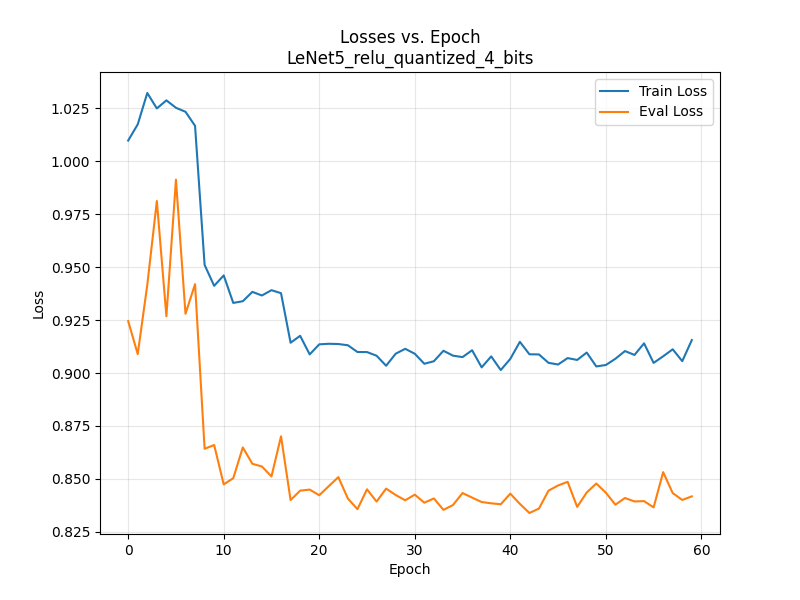 Losses vs. Epoch
LeNet5_relu_quantized_4_bits
Train Loss
Eval Loss
1.025
1.000
0.975
0.950
0.925
0.900
0.875
0.850
0.825
Loss
0 10 20 30 40 50 60
Epoch